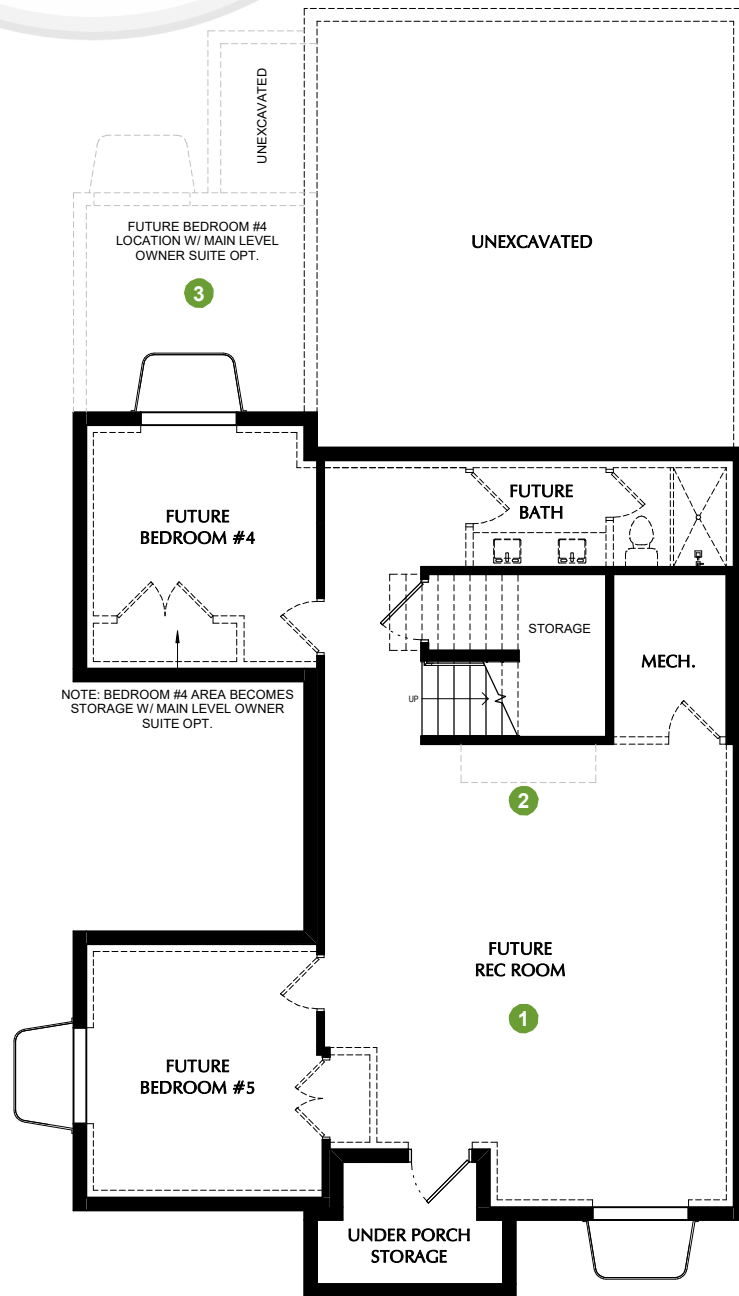 UNEXCAVATED
FUTURE BEDROOM #4
LOCATION W/ MAIN LEVEL
OWNER SUITE OPT.
3
UNEXCAVATED
FUTURE
BEDROOM #4
FUTURE
BATH
STORAGE
MECH.
UP
NOTE: BEDROOM #4 AREA BECOMES
STORAGE W/ MAIN LEVEL OWNER
SUITE OPT.
2
FUTURE
REC ROOM
1
FUTURE
BEDROOM #5
UNDER PORCH
STORAGE